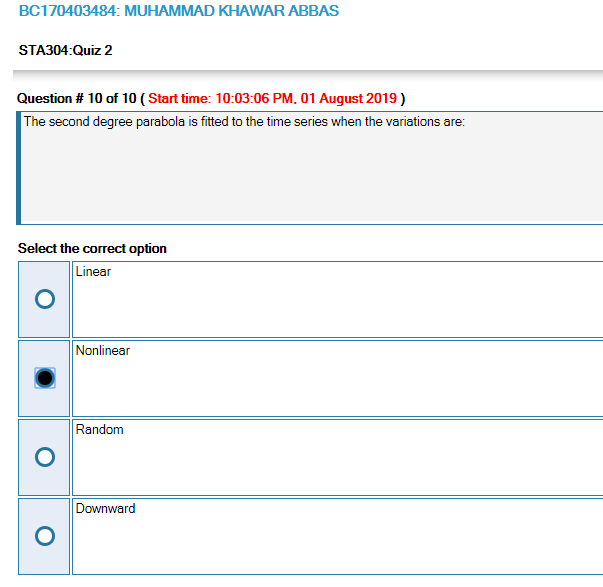 BC170403484: MUHAMMAD KHAWAR ABBAS
STA304:Quiz 2
Question # 10 of 10 ( Start time: 10:03:06 PM, 01 August 2019 )
The second degree parabola is fitted to the time series when the variations are:
Select the correct option
Linear
Nonlinear
Random
Downward